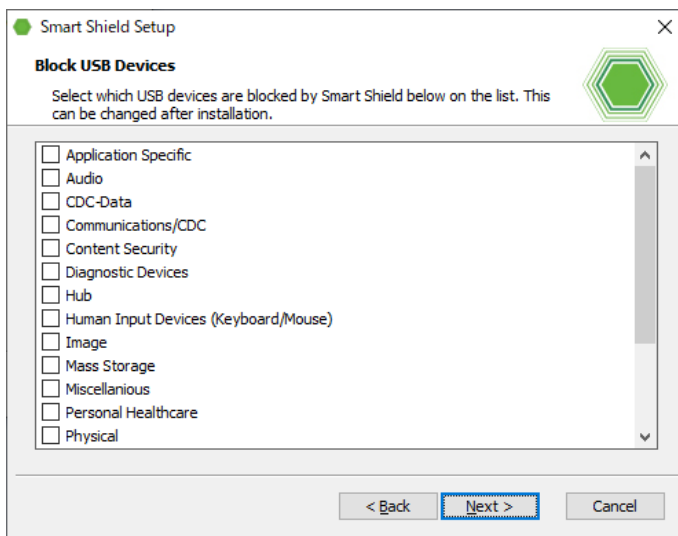 Smart Shield Setup
Block USB Devices
Select which USB devices are blocked by Smart Shield below on the list. This
can be changed after installation.
Application Specific
Audio
CDC-Data
Communications/CDC
Content Security
Diagnostic Devices
Hub
Human Input Devices (Keyboard/Mouse)
Image
Mass Storage
Miscellanious
Personal Healthcare
Physical
< Back
Next >
Cancel